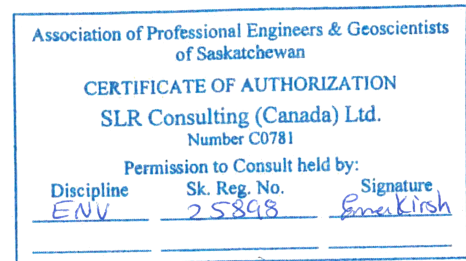 Association of Professional Engineers & Geoscientists
of Saskatchewan
CERTIFICATE OF AUTHORIZATION
SLR Consulting (Canada) Ltd.
Number C0781
Permission to Consult held by:
Discipline Sk. Reg. No. Signature
ENV 25898